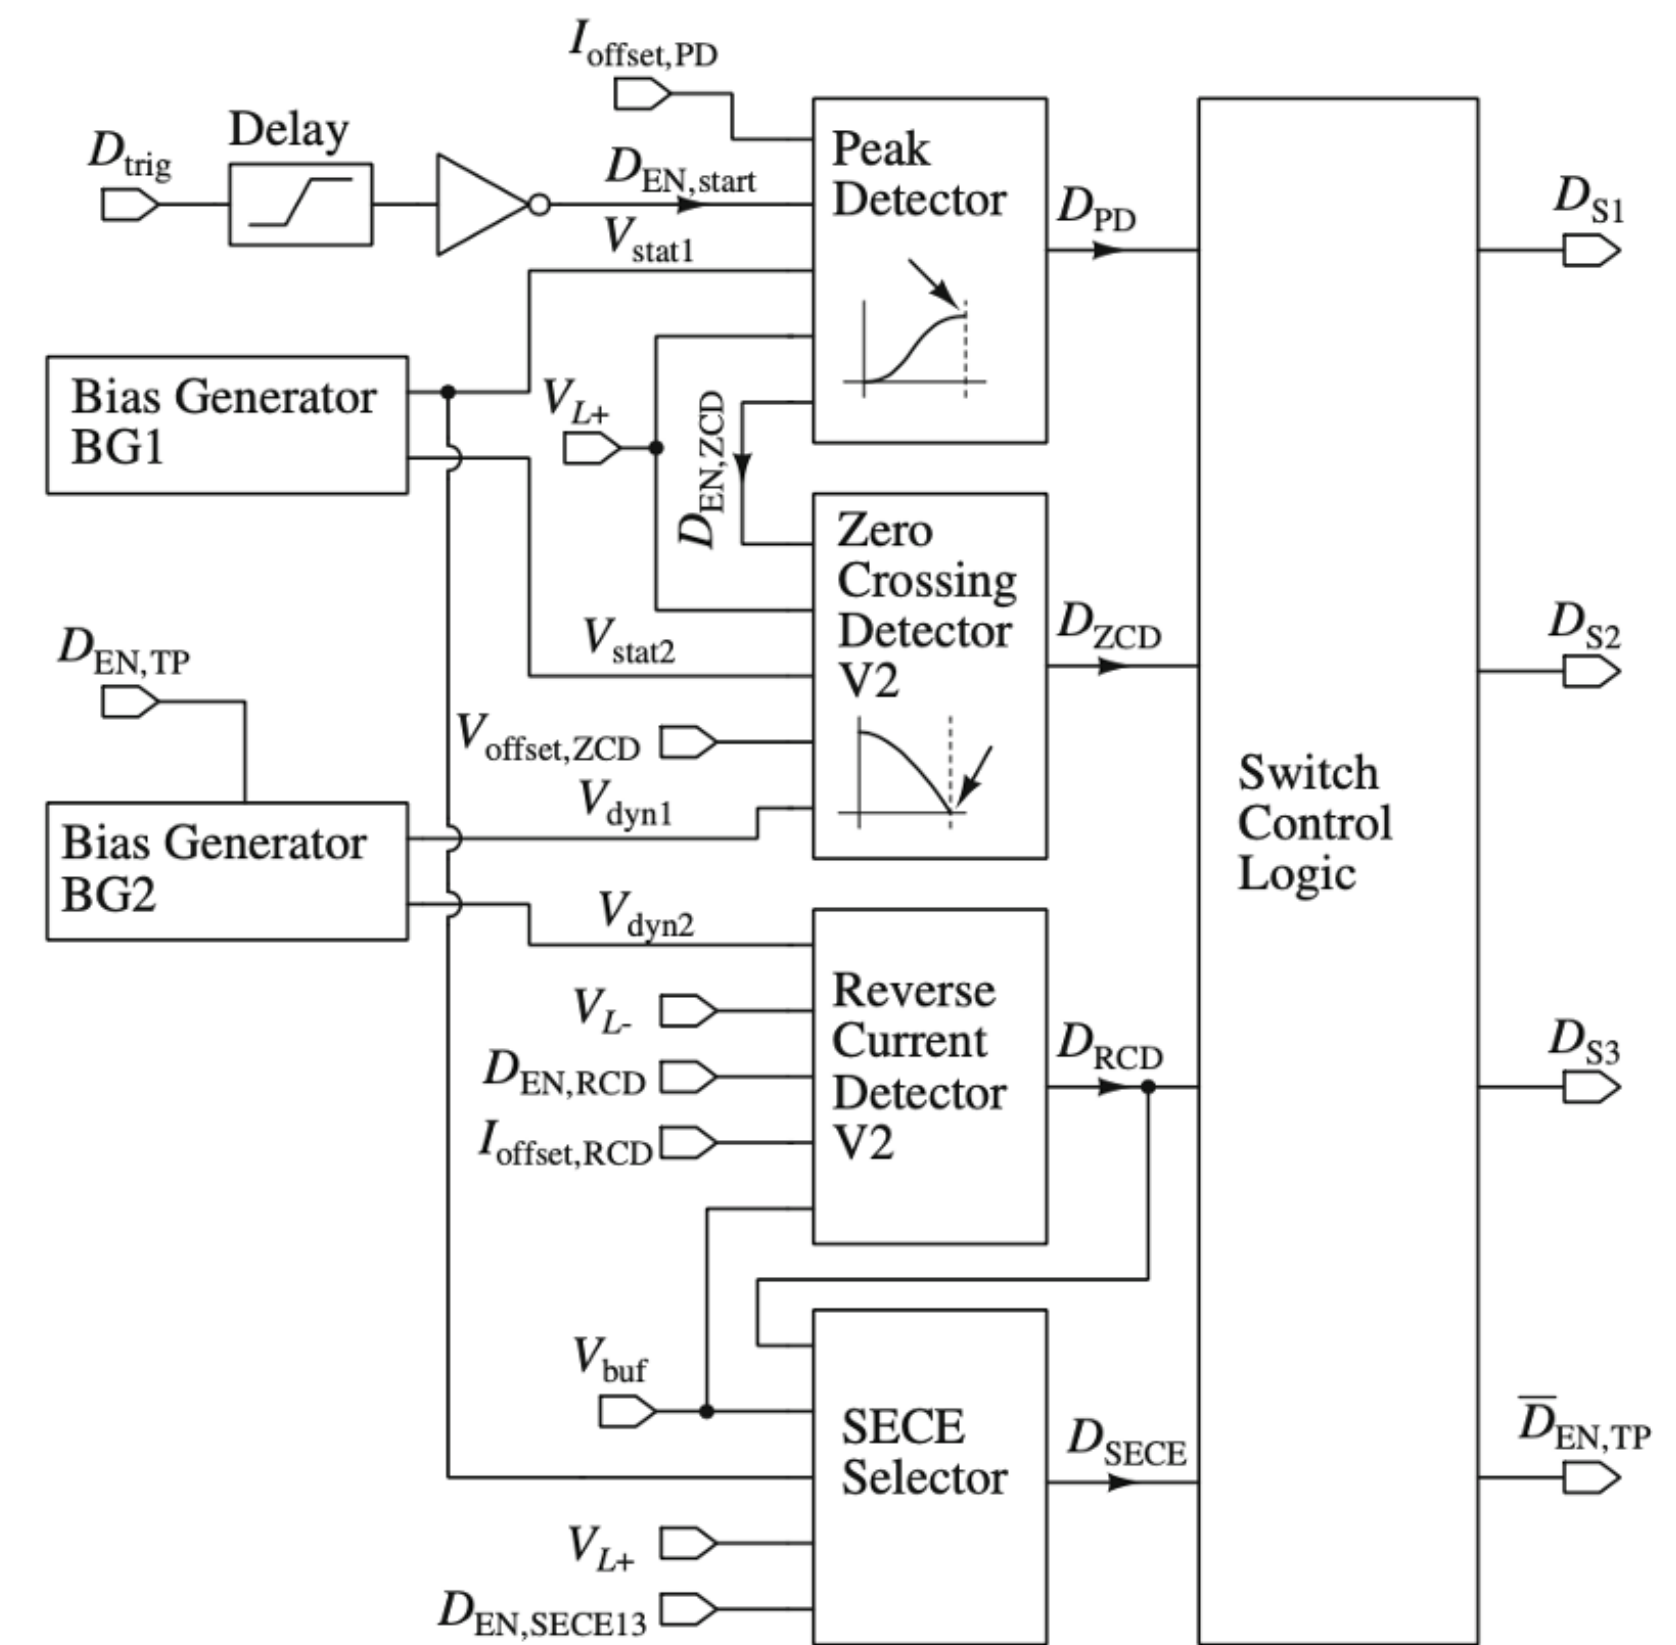 I_offset,PD
Delay
D_trig
D_EN,start
V_stat1
Peak
Detector
D_PD
D_S1
Bias Generator
BG1
V_L+
D_EN,ZCD
Zero
Crossing
Detector
V2
D_ZCD
D_S2
V_stat2
D_EN,TP
V_offset,ZCD
V_dyn1
Switch
Control
Logic
Bias Generator
BG2
V_dyn2
V_L-
D_EN,RCD
I_offset,RCD
Reverse
Current
Detector
V2
D_RCD
D_S3
V_buf
SECE
Selector
D_SECE
D̅_EN,TP
V_L+
D_EN,SECE13